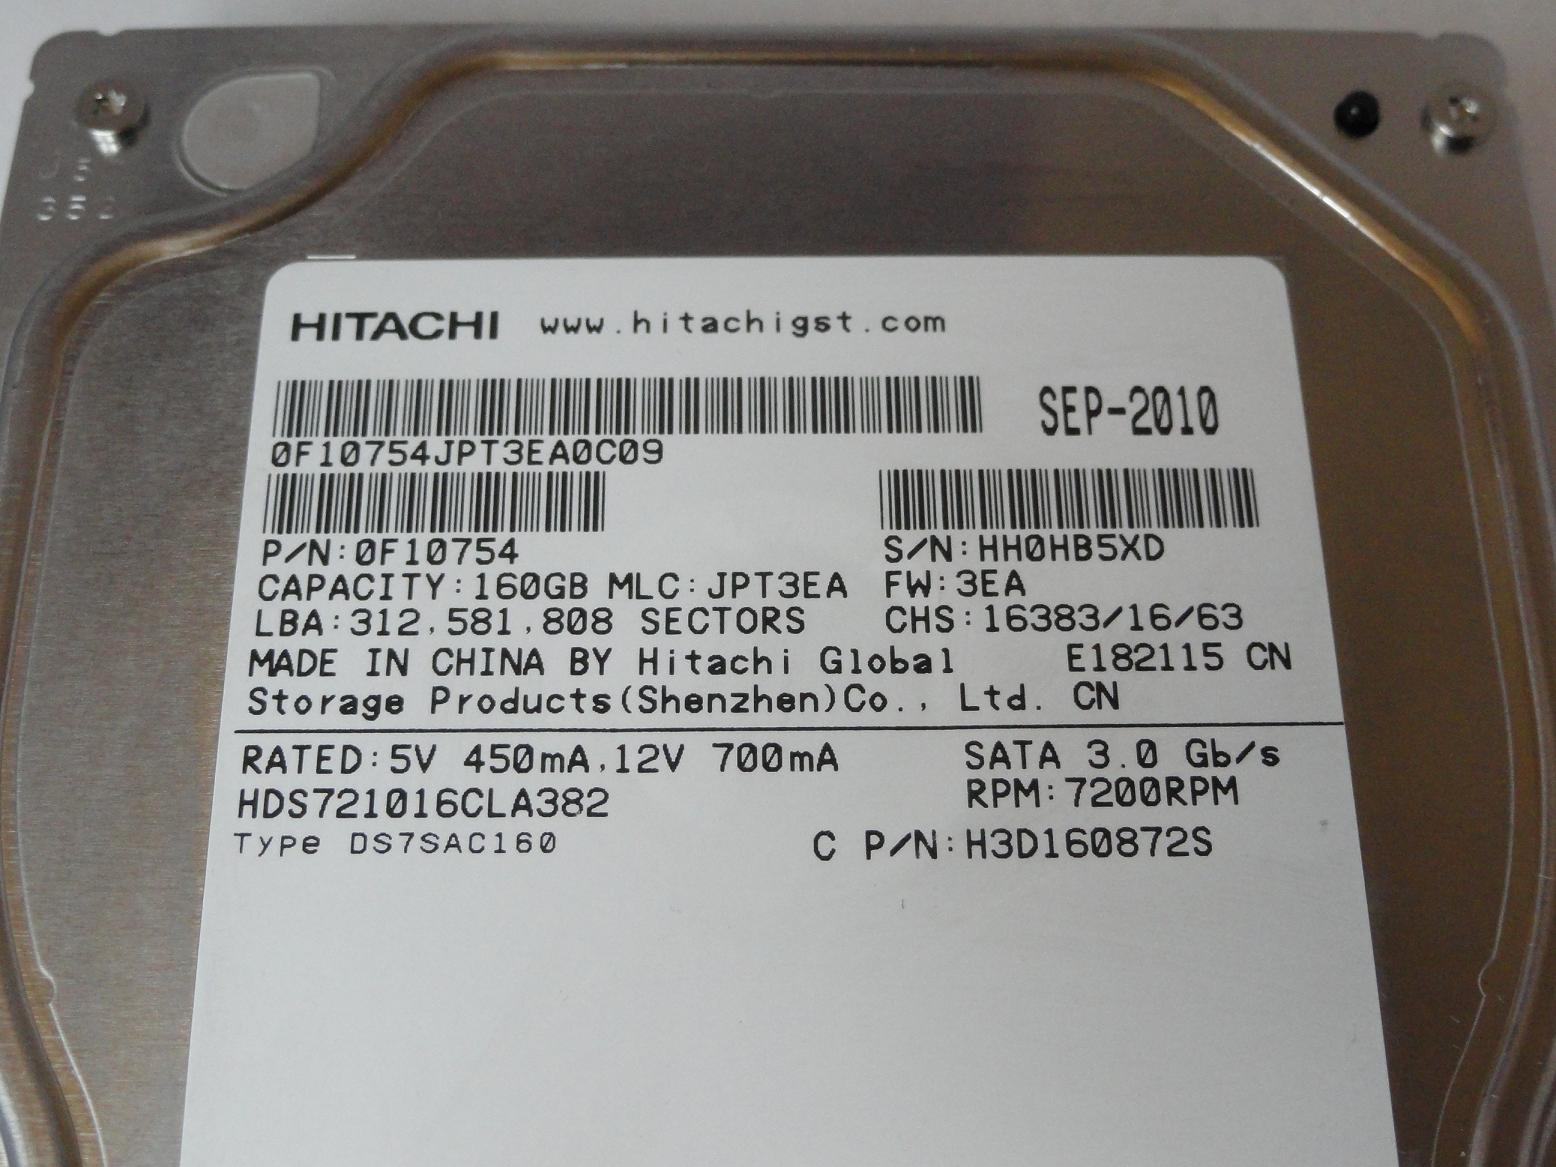 HITACHI www.hitachigst.com
SEP-2010
0F10754JPT3EA0C09
P/N:0F10754 S/N:HH0HB5XD
CAPACITY:160GB MLC:JPT3EA FW:3EA
LBA:312,581,808 SECTORS CHS:16383/16/63
MADE IN CHINA BY Hitachi Global E182115 CN
Storage Products(Shenzhen)Co., Ltd. CN
RATED:5V 450mA,12V 700mA SATA 3.0 Gb/s
HDS721016CLA382 RPM:7200RPM
Type DS7SAC160 C P/N:H3D160872S